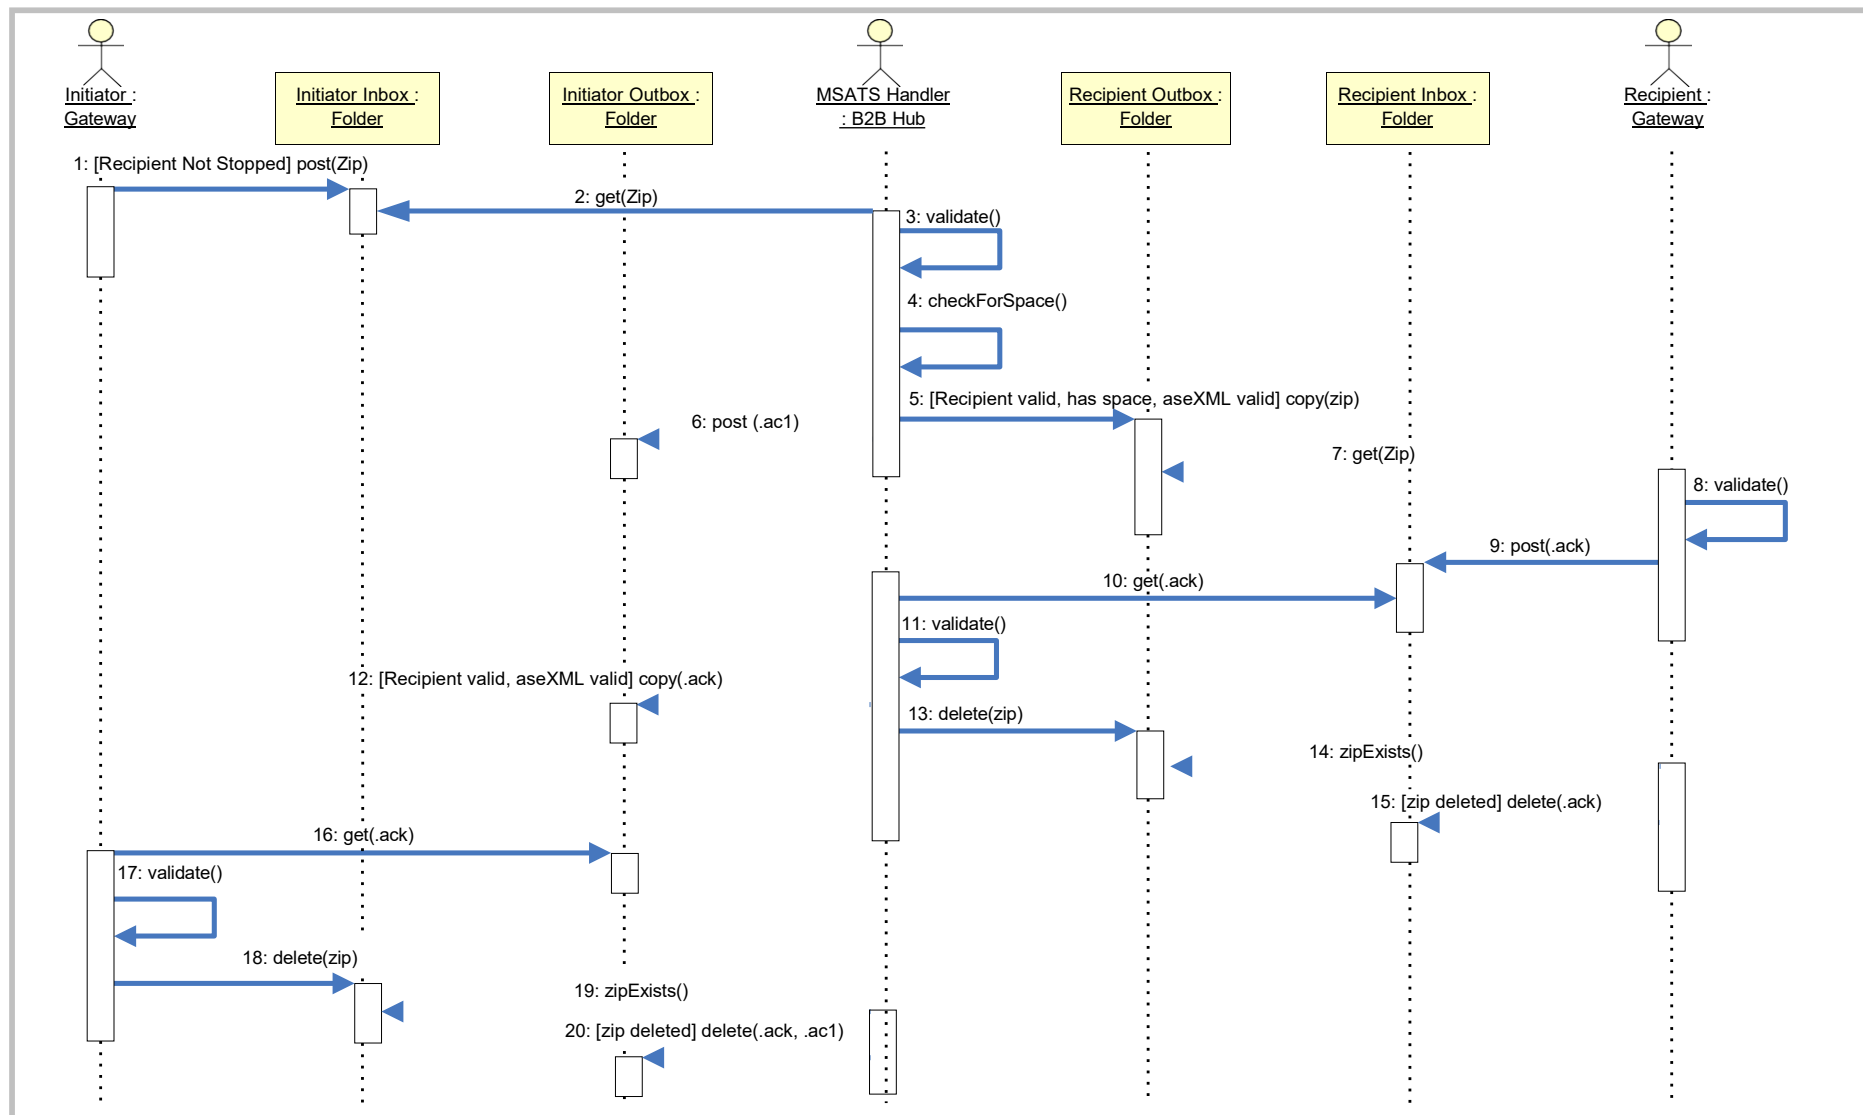 Initiator :
Gateway
Initiator Inbox :
Folder
Initiator Outbox :
Folder
MSATS Handler
: B2B Hub
Recipient Outbox :
Folder
Recipient Inbox :
Folder
Recipient :
Gateway
1: [Recipient Not Stopped] post(Zip)
2: get(Zip)
3: validate()
4: checkForSpace()
5: [Recipient valid, has space, aseXML valid] copy(zip)
6: post (.ac1)
7: get(Zip)
8: validate()
9: post(.ack)
10: get(.ack)
11: validate()
12: [Recipient valid, aseXML valid] copy(.ack)
13: delete(zip)
14: zipExists()
15: [zip deleted] delete(.ack)
16: get(.ack)
17: validate()
18: delete(zip)
19: zipExists()
20: [zip deleted] delete(.ack, .ac1)